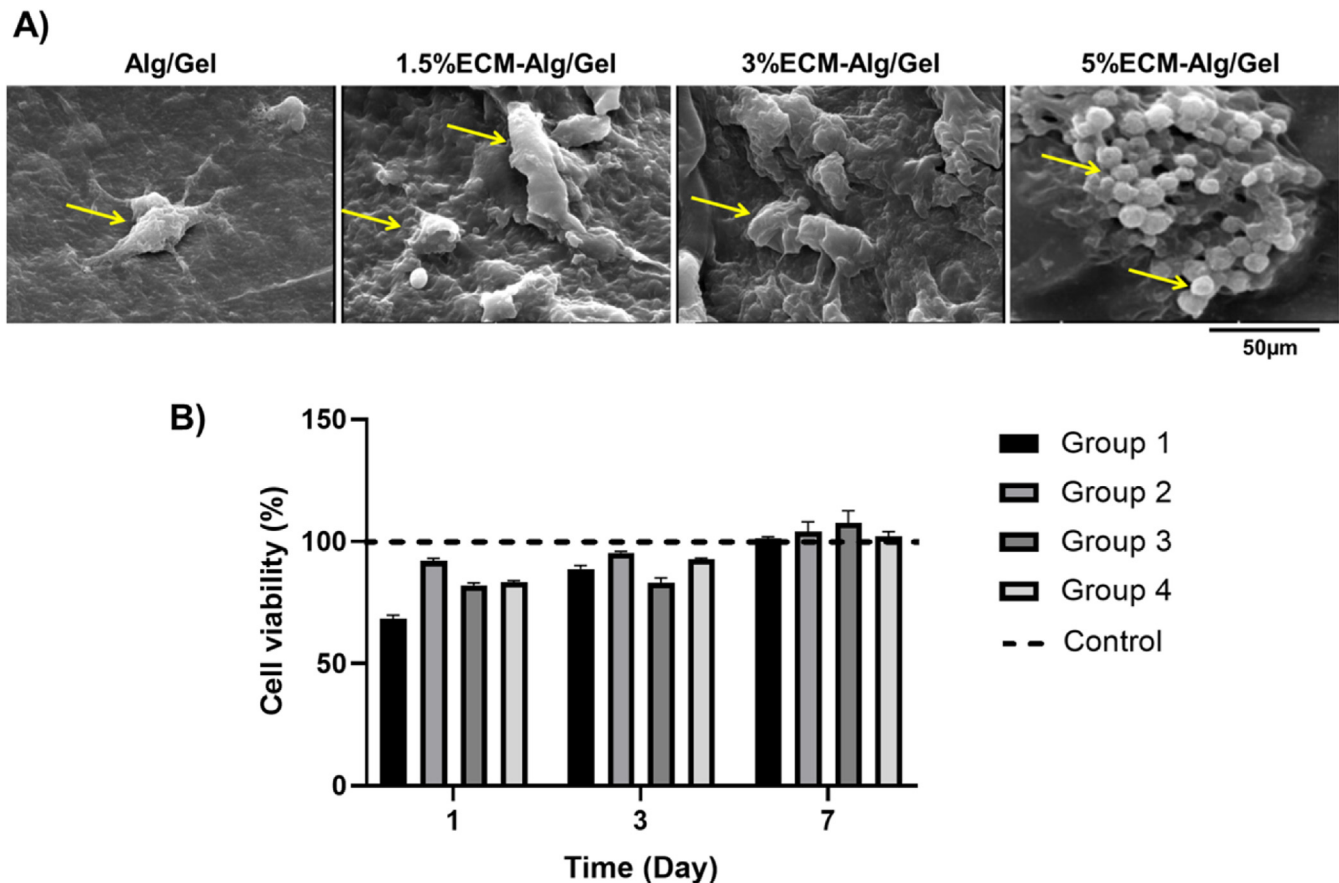 A)
Alg/Gel 1.5%ECM-Alg/Gel 3%ECM-Alg/Gel 5%ECM-Alg/Gel
50μm
B)
Cell viability (%)
150
100
50
0
1 3 7
Time (Day)
Group 1
Group 2
Group 3
Group 4
Control